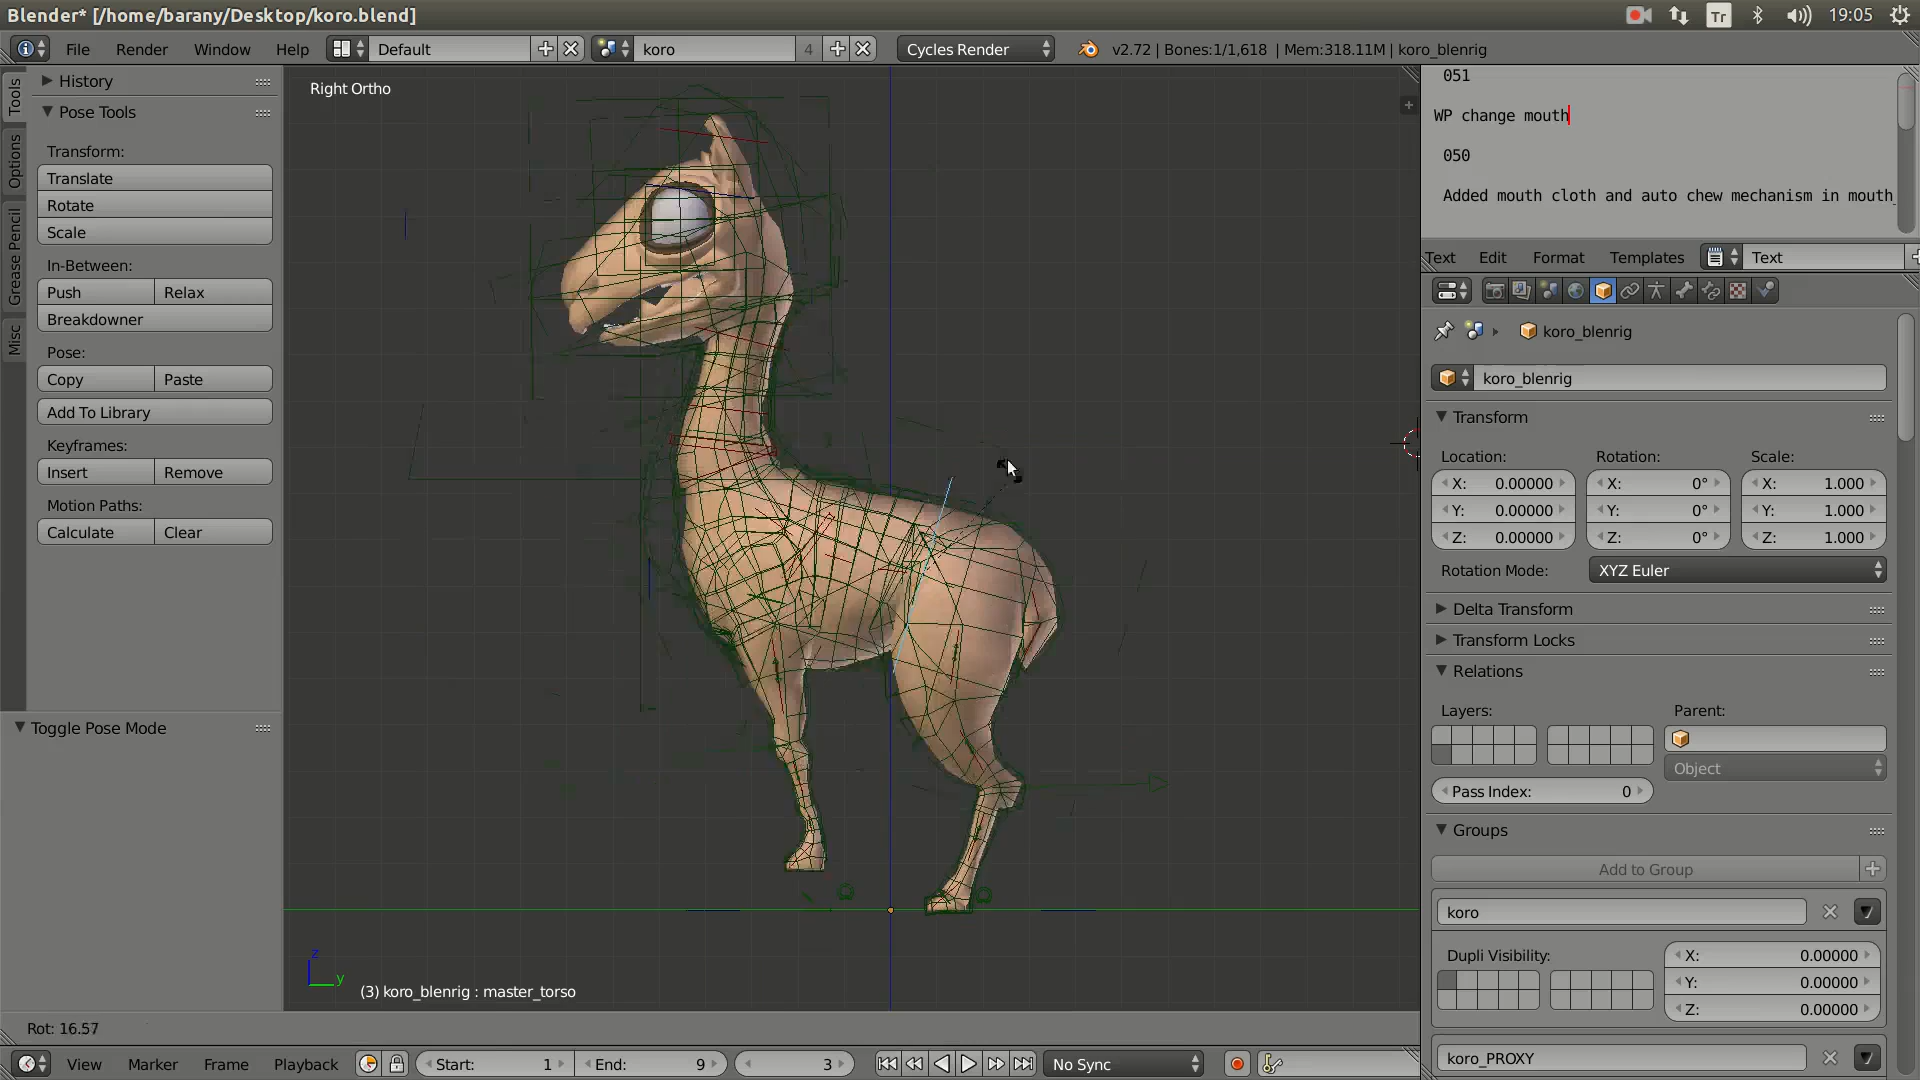 Blender* [/home/barany/Desktop/koro.blend]
Tr
19:05
File
Render
Window
Help
Default
koro
4
Cycles Render
v2.72 | Bones:1/1,618 | Mem:318.11M | koro_blenrig
Tools
Options
Grease Pencil
Misc
History
Pose Tools
Transform:
Translate
Rotate
Scale
In-Between:
Push
Relax
Breakdowner
Pose:
Copy
Paste
Add To Library
Keyframes:
Insert
Remove
Motion Paths:
Calculate
Clear
Toggle Pose Mode
Right Ortho
z
y
(3) koro_blenrig : master_torso
051
WP change mouth
050
Added mouth cloth and auto chew mechanism in mouth_
Text
Edit
Format
Templates
Text
koro_blenrig
koro_blenrig
Transform
Location:
Rotation:
Scale:
X: 0.00000
X: 0°
X: 1.000
Y: 0.00000
Y: 0°
Y: 1.000
Z: 0.00000
Z: 0°
Z: 1.000
Rotation Mode:
XYZ Euler
Delta Transform
Transform Locks
Relations
Layers:
Parent:
Object
Pass Index: 0
Groups
Add to Group
koro
Dupli Visibility:
X: 0.00000
Y: 0.00000
Z: 0.00000
koro_PROXY
Rot: 16.57
View
Marker
Frame
Playback
Start: 1
End: 9
3
No Sync